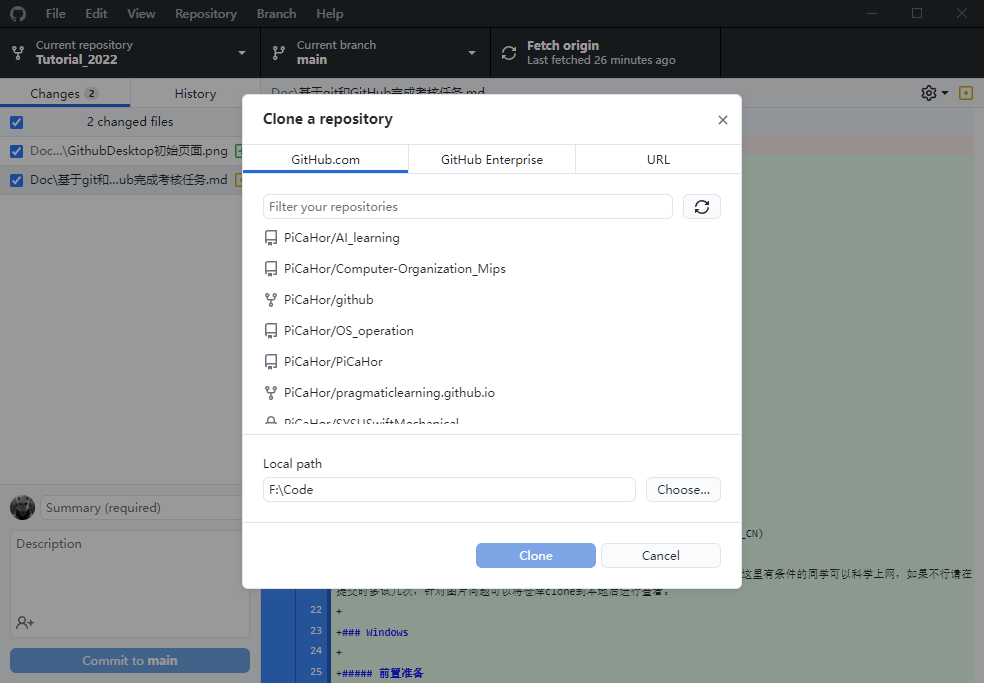 File Edit View Repository Branch Help
Current repository
Tutorial_2022
Current branch
main
Fetch origin
Last fetched 26 minutes ago
Changes 2
History
Doc\基于git和GitHub完成考核任务.md
2 changed files
Doc...\GithubDesktop初始页面.png
Doc\基于git和...ub完成考核任务.md
Clone a repository
GitHub.com
GitHub Enterprise
URL
Filter your repositories
PiCaHor/AI_learning
PiCaHor/Computer-Organization_Mips
PiCaHor/github
PiCaHor/OS_operation
PiCaHor/PiCaHor
PiCaHor/pragmaticlearning.github.io
PiCaHor/SYSUSwiftMechanical
Local path
F:\Code
Choose...
Clone
Cancel
Summary (required)
Description
Commit to main
_CN)
这里有条件的同学可以科学上网，如果不行请在
提交时多试几次，针对图片问题可以将仓库clone到本地后进行查看。
22 +
23 +### Windows
24 +
25 +##### 前置准备